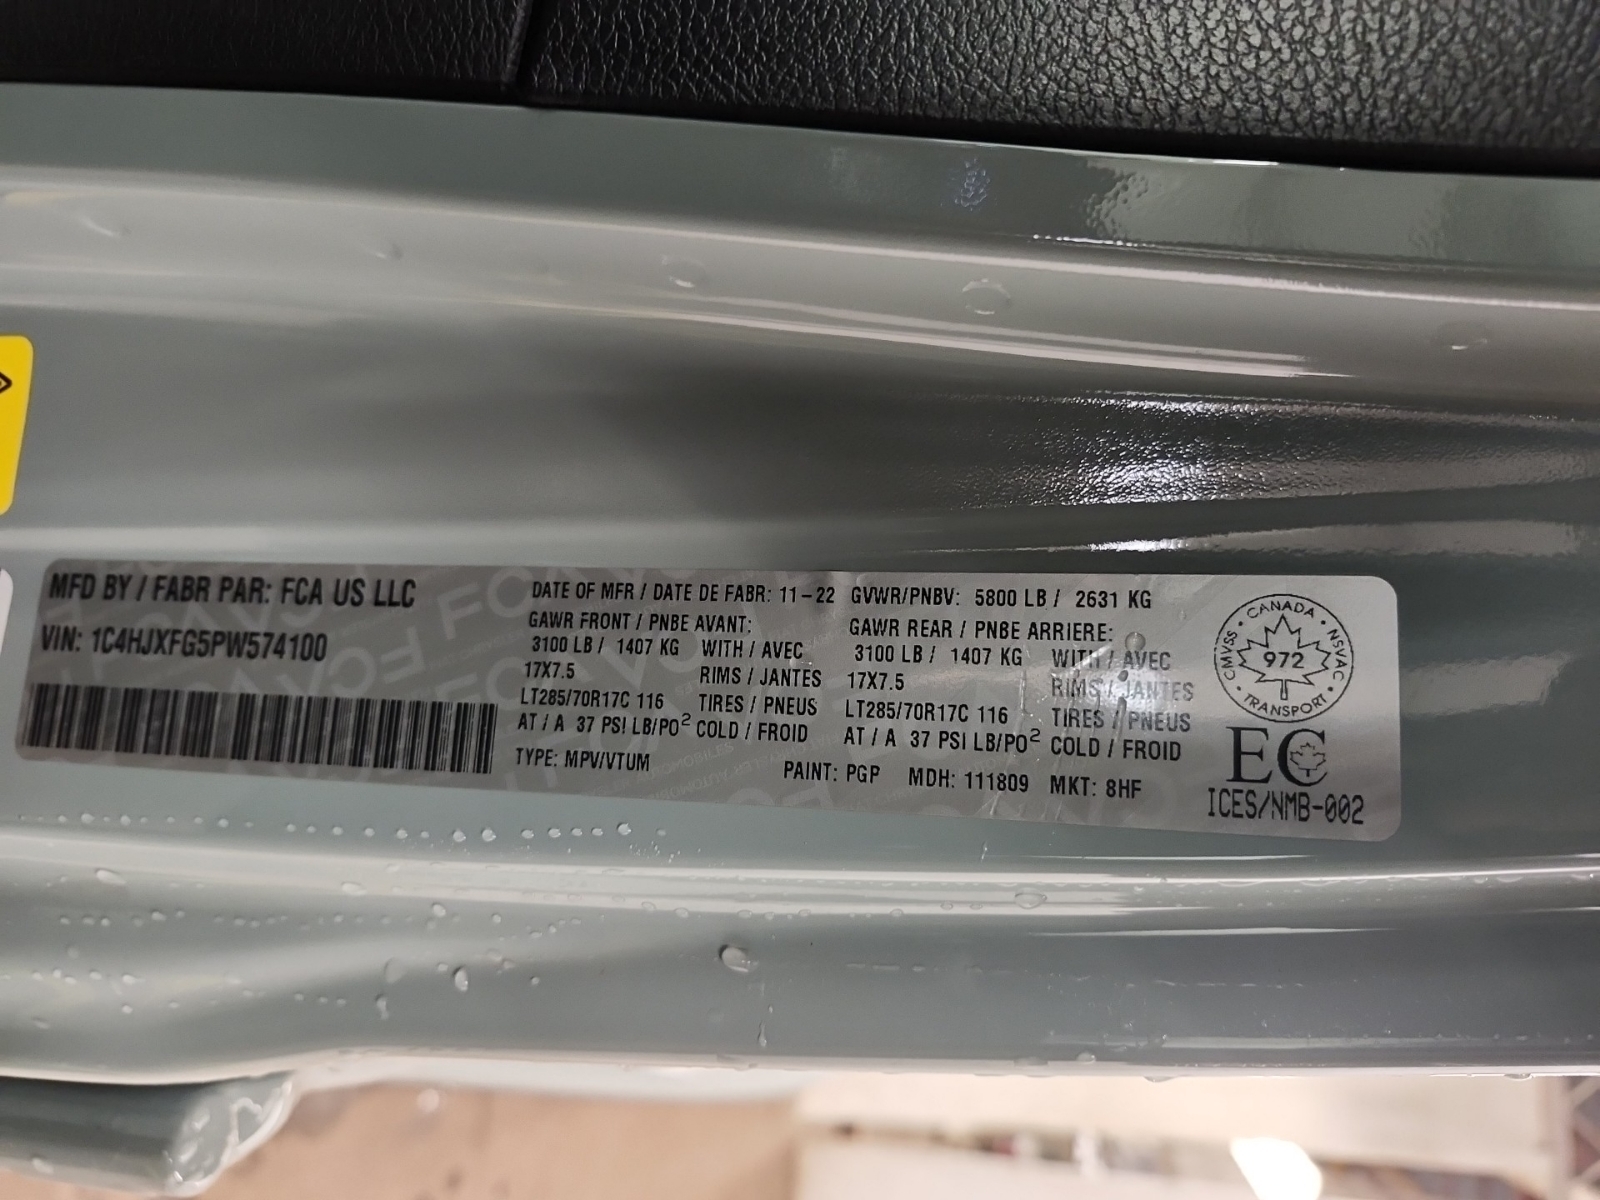 MFD BY / FABR PAR: FCA US LLC
VIN: 1C4HJXFG5PW574100
DATE OF MFR / DATE DE FABR: 11-22 GVWR/PNBV: 5800 LB / 2631 KG
GAWR FRONT / PNBE AVANT:
3100 LB / 1407 KG WITH / AVEC
17X7.5 RIMS / JANTES
LT285/70R17C 116 TIRES / PNEUS
AT / A 37 PSI LB/PO² COLD / FROID
GAWR REAR / PNBE ARRIERE:
3100 LB / 1407 KG WITH / AVEC
17X7.5 RIMS / JANTES
LT285/70R17C 116 TIRES / PNEUS
AT / A 37 PSI LB/PO² COLD / FROID
TYPE: MPV/VTUM PAINT: PGP MDH: 111809 MKT: 8HF
CANADA
CMVSS · NSVAC
972
TRANSPORT
EC
ICES/NMB-002